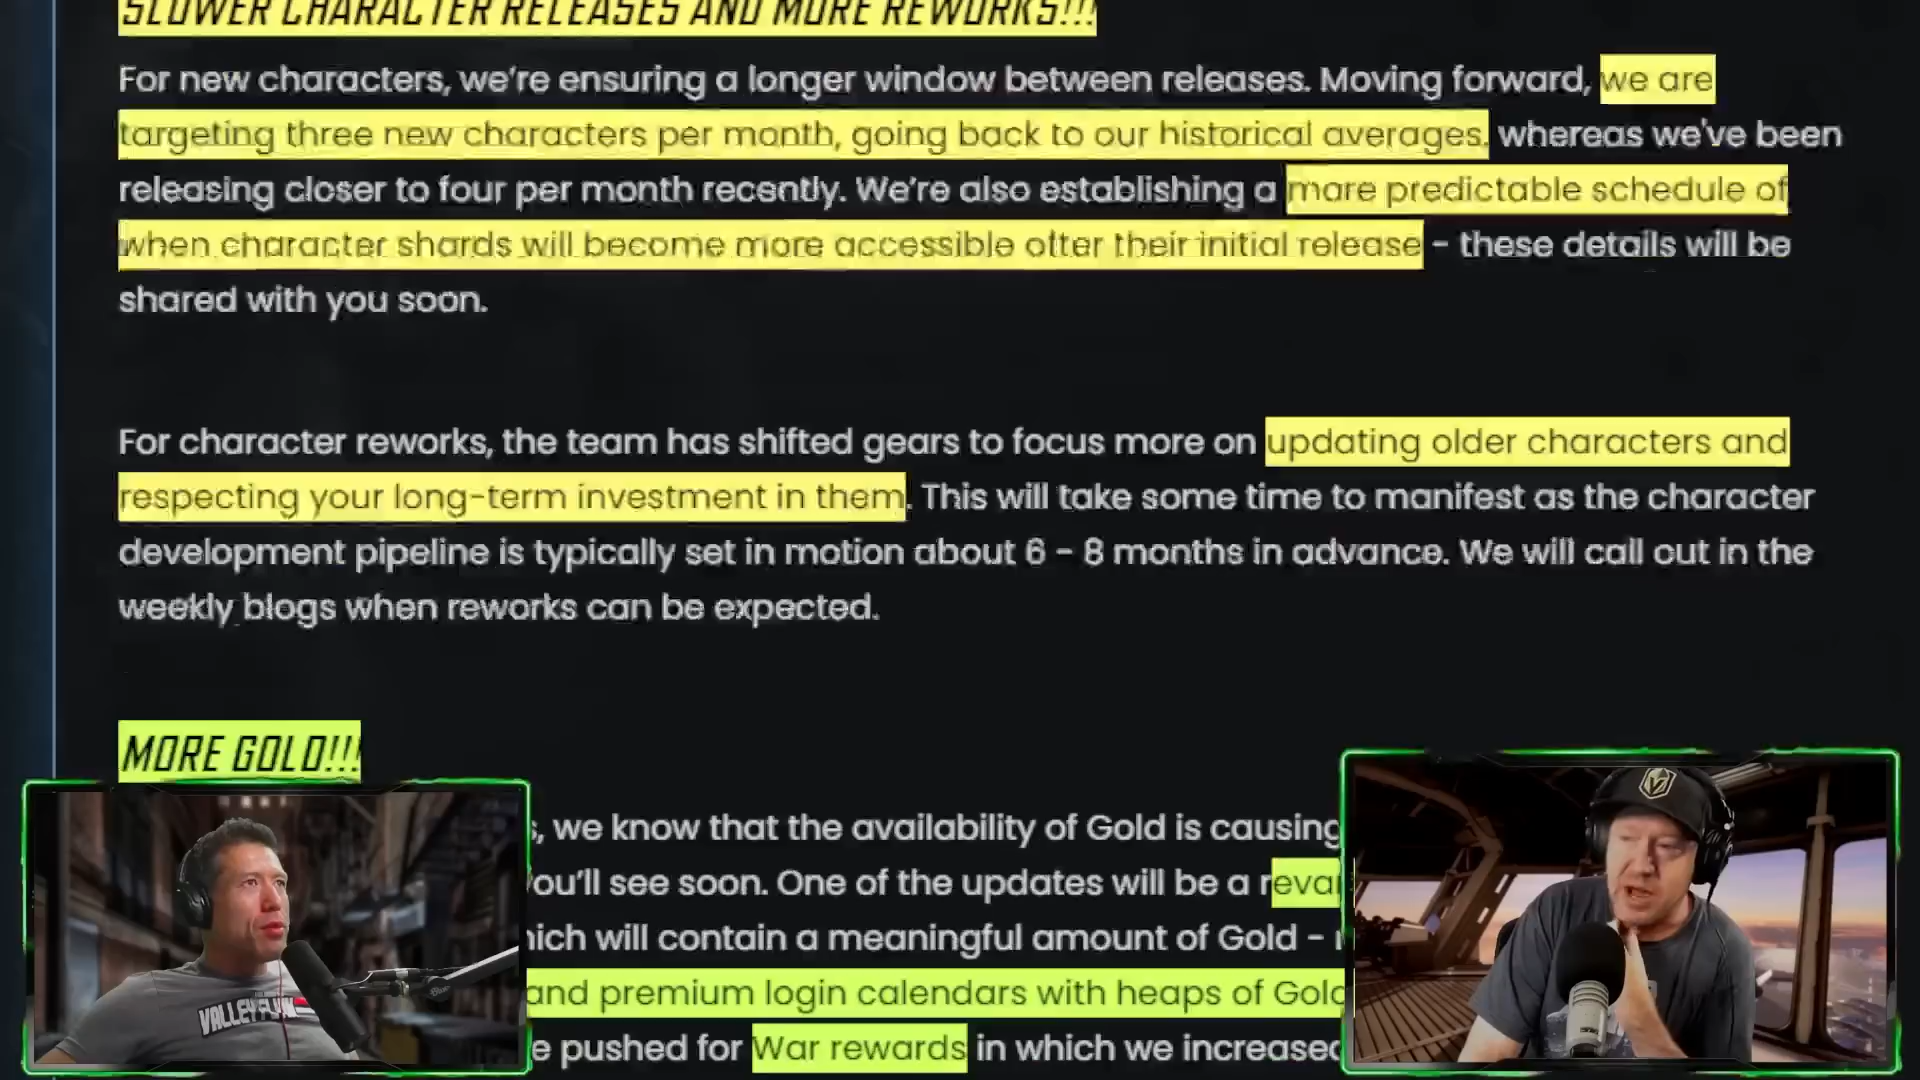 SLOWER CHARACTER RELEASES AND MORE REWORKS!!!
For new characters, we're ensuring a longer window between releases. Moving forward, we are
targeting three new characters per month, going back to our historical averages, whereas we've been
releasing closer to four per month recently. We're also establishing a more predictable schedule of
when character shards will become more accessible after their initial release – these details will be
shared with you soon.
For character reworks, the team has shifted gears to focus more on updating older characters and
respecting your long-term investment in them. This will take some time to manifest as the character
development pipeline is typically set in motion about 6 – 8 months in advance. We will call out in the
weekly blogs when reworks can be expected.
MORE GOLD!!!
, we know that the availability of Gold is causing
you'll see soon. One of the updates will be a
which will contain a meaningful amount of Gold –
and premium login calendars with heaps of Gold
pushed for War rewards in which we increased